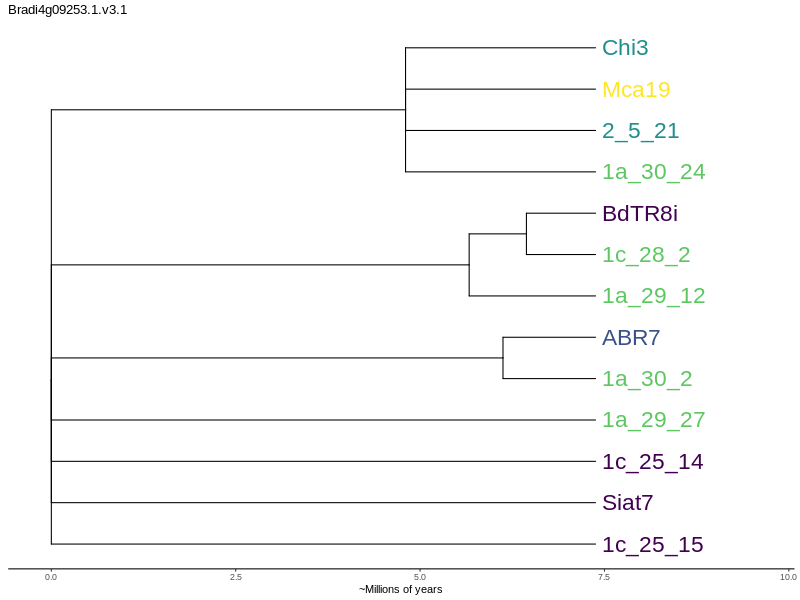 Bradi4g09253.1.v3.1
Chi3
Mca19
2_5_21
1a_30_24
BdTR8i
1c_28_2
1a_29_12
ABR7
1a_30_2
1a_29_27
1c_25_14
Siat7
1c_25_15
0.0 2.5 5.0 7.5 10.0
~Millions of years